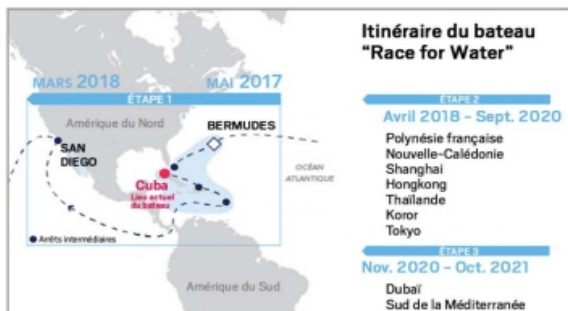 Itinéraire du bateau
"Race for Water"
MARS 2018
MAI 2017
ÉTAPE 1
Amérique du Nord
BERMUDES
SAN
DIEGO
OCÉAN
ATLANTIQUE
Cuba
Lieu actuel
du bateau
Arrêts intermédiaires
Amérique du Sud
ÉTAPE 2
Avril 2018 – Sept. 2020
Polynésie française
Nouvelle-Calédonie
Shanghai
Hongkong
Thaïlande
Koror
Tokyo
ÉTAPE 3
Nov. 2020 – Oct. 2021
Dubaï
Sud de la Méditerranée